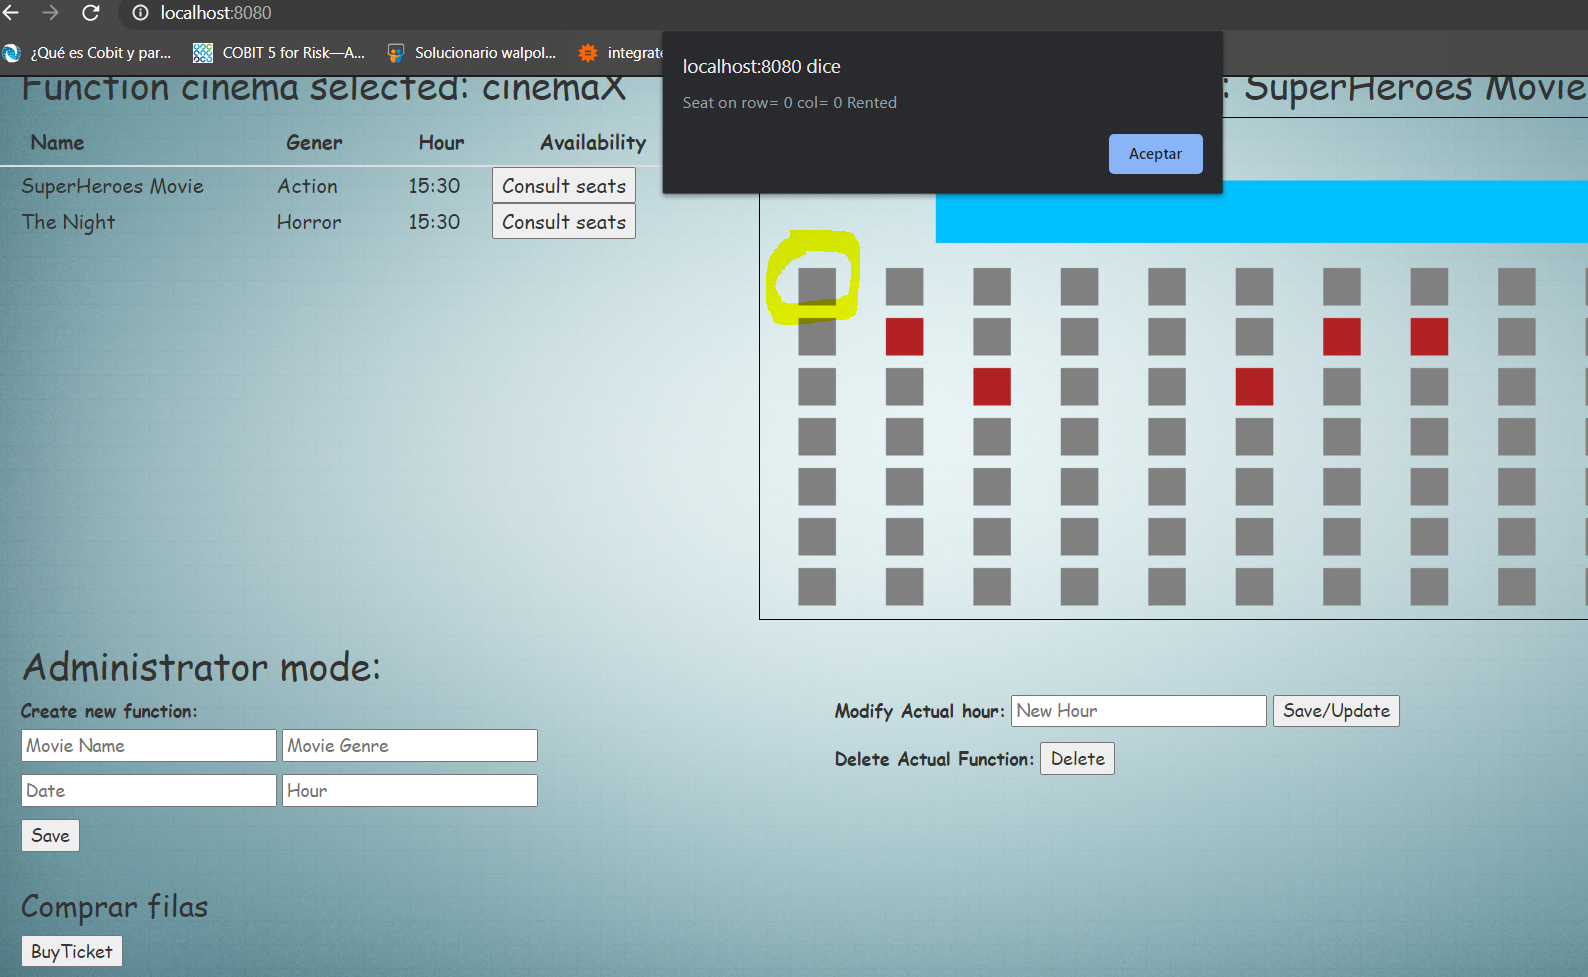 localhost:8080
¿Qué es Cobit y par...
COBIT 5 for Risk—A...
Solucionario walpol...
integrate
localhost:8080 dice
Seat on row= 0 col= 0 Rented
Aceptar
Function cinema selected: cinemaX
: SuperHeroes Movie
Name Gener Hour Availability
SuperHeroes Movie Action 15:30 Consult seats
The Night Horror 15:30 Consult seats
Administrator mode:
Create new function:
Movie Name Movie Genre
Date Hour
Save
Modify Actual hour: New Hour Save/Update
Delete Actual Function: Delete
Comprar filas
BuyTicket